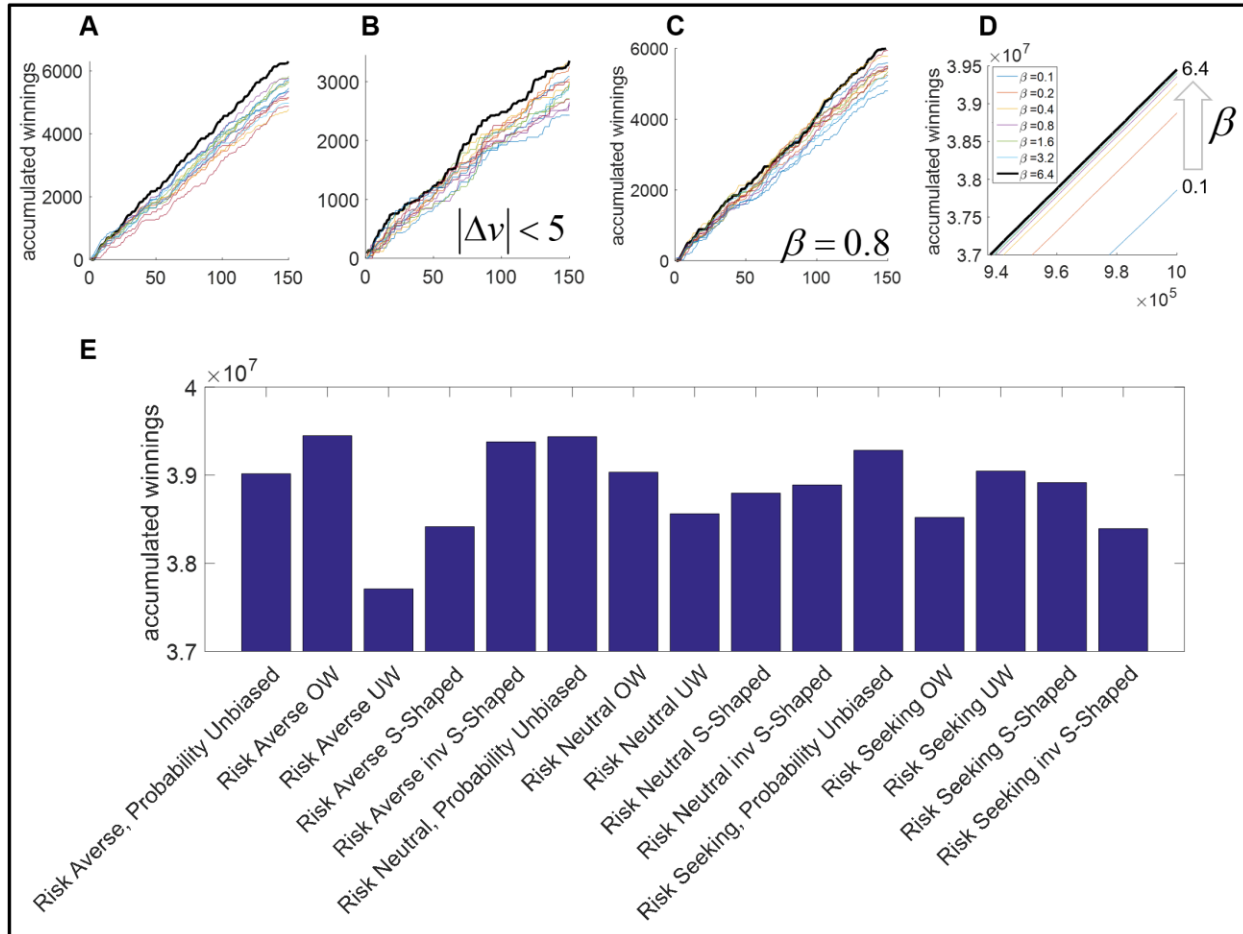 A
B
C
D
accumulated winnings
6000
4000
2000
0
0
50
100
150
3000
2000
1000
0
0
50
100
150
|Δv| < 5
accumulated winnings
6000
4000
2000
0
0
50
100
150
β = 0.8
accumulated winnings
×10⁷
3.95
3.9
3.85
3.8
3.75
3.7
β =0.1
β =0.2
β =0.4
β =0.8
β =1.6
β =3.2
β =6.4
6.4
β
0.1
9.4
9.6
9.8
10
×10⁵
E
×10⁷
accumulated winnings
4
3.9
3.8
3.7
Risk Averse, Probability Unbiased
Risk Averse OW
Risk Averse UW
Risk Averse S-Shaped
Risk Averse inv S-Shaped
Risk Neutral, Probability Unbiased
Risk Neutral OW
Risk Neutral UW
Risk Neutral S-Shaped
Risk Neutral inv S-Shaped
Risk Seeking, Probability Unbiased
Risk Seeking OW
Risk Seeking UW
Risk Seeking S-Shaped
Risk Seeking inv S-Shaped